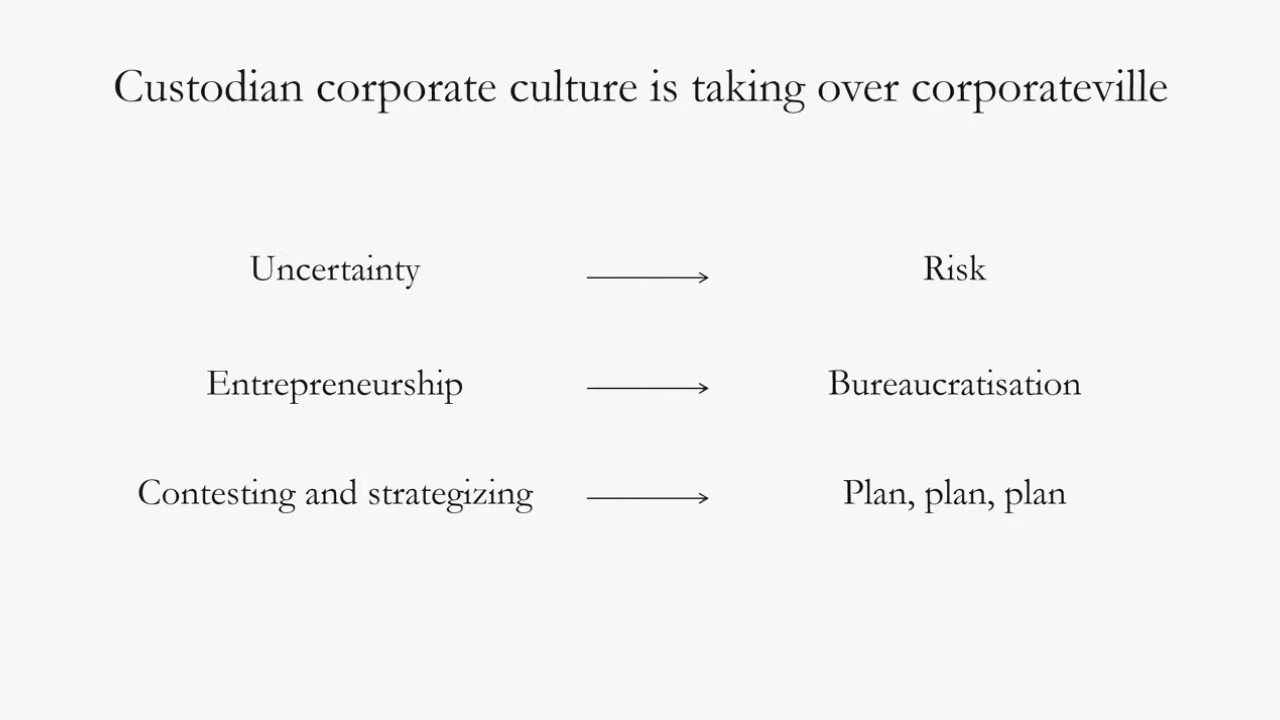 Custodian corporate culture is taking over corporateville
Uncertainty → Risk
Entrepreneurship → Bureaucratisation
Contesting and strategizing → Plan, plan, plan